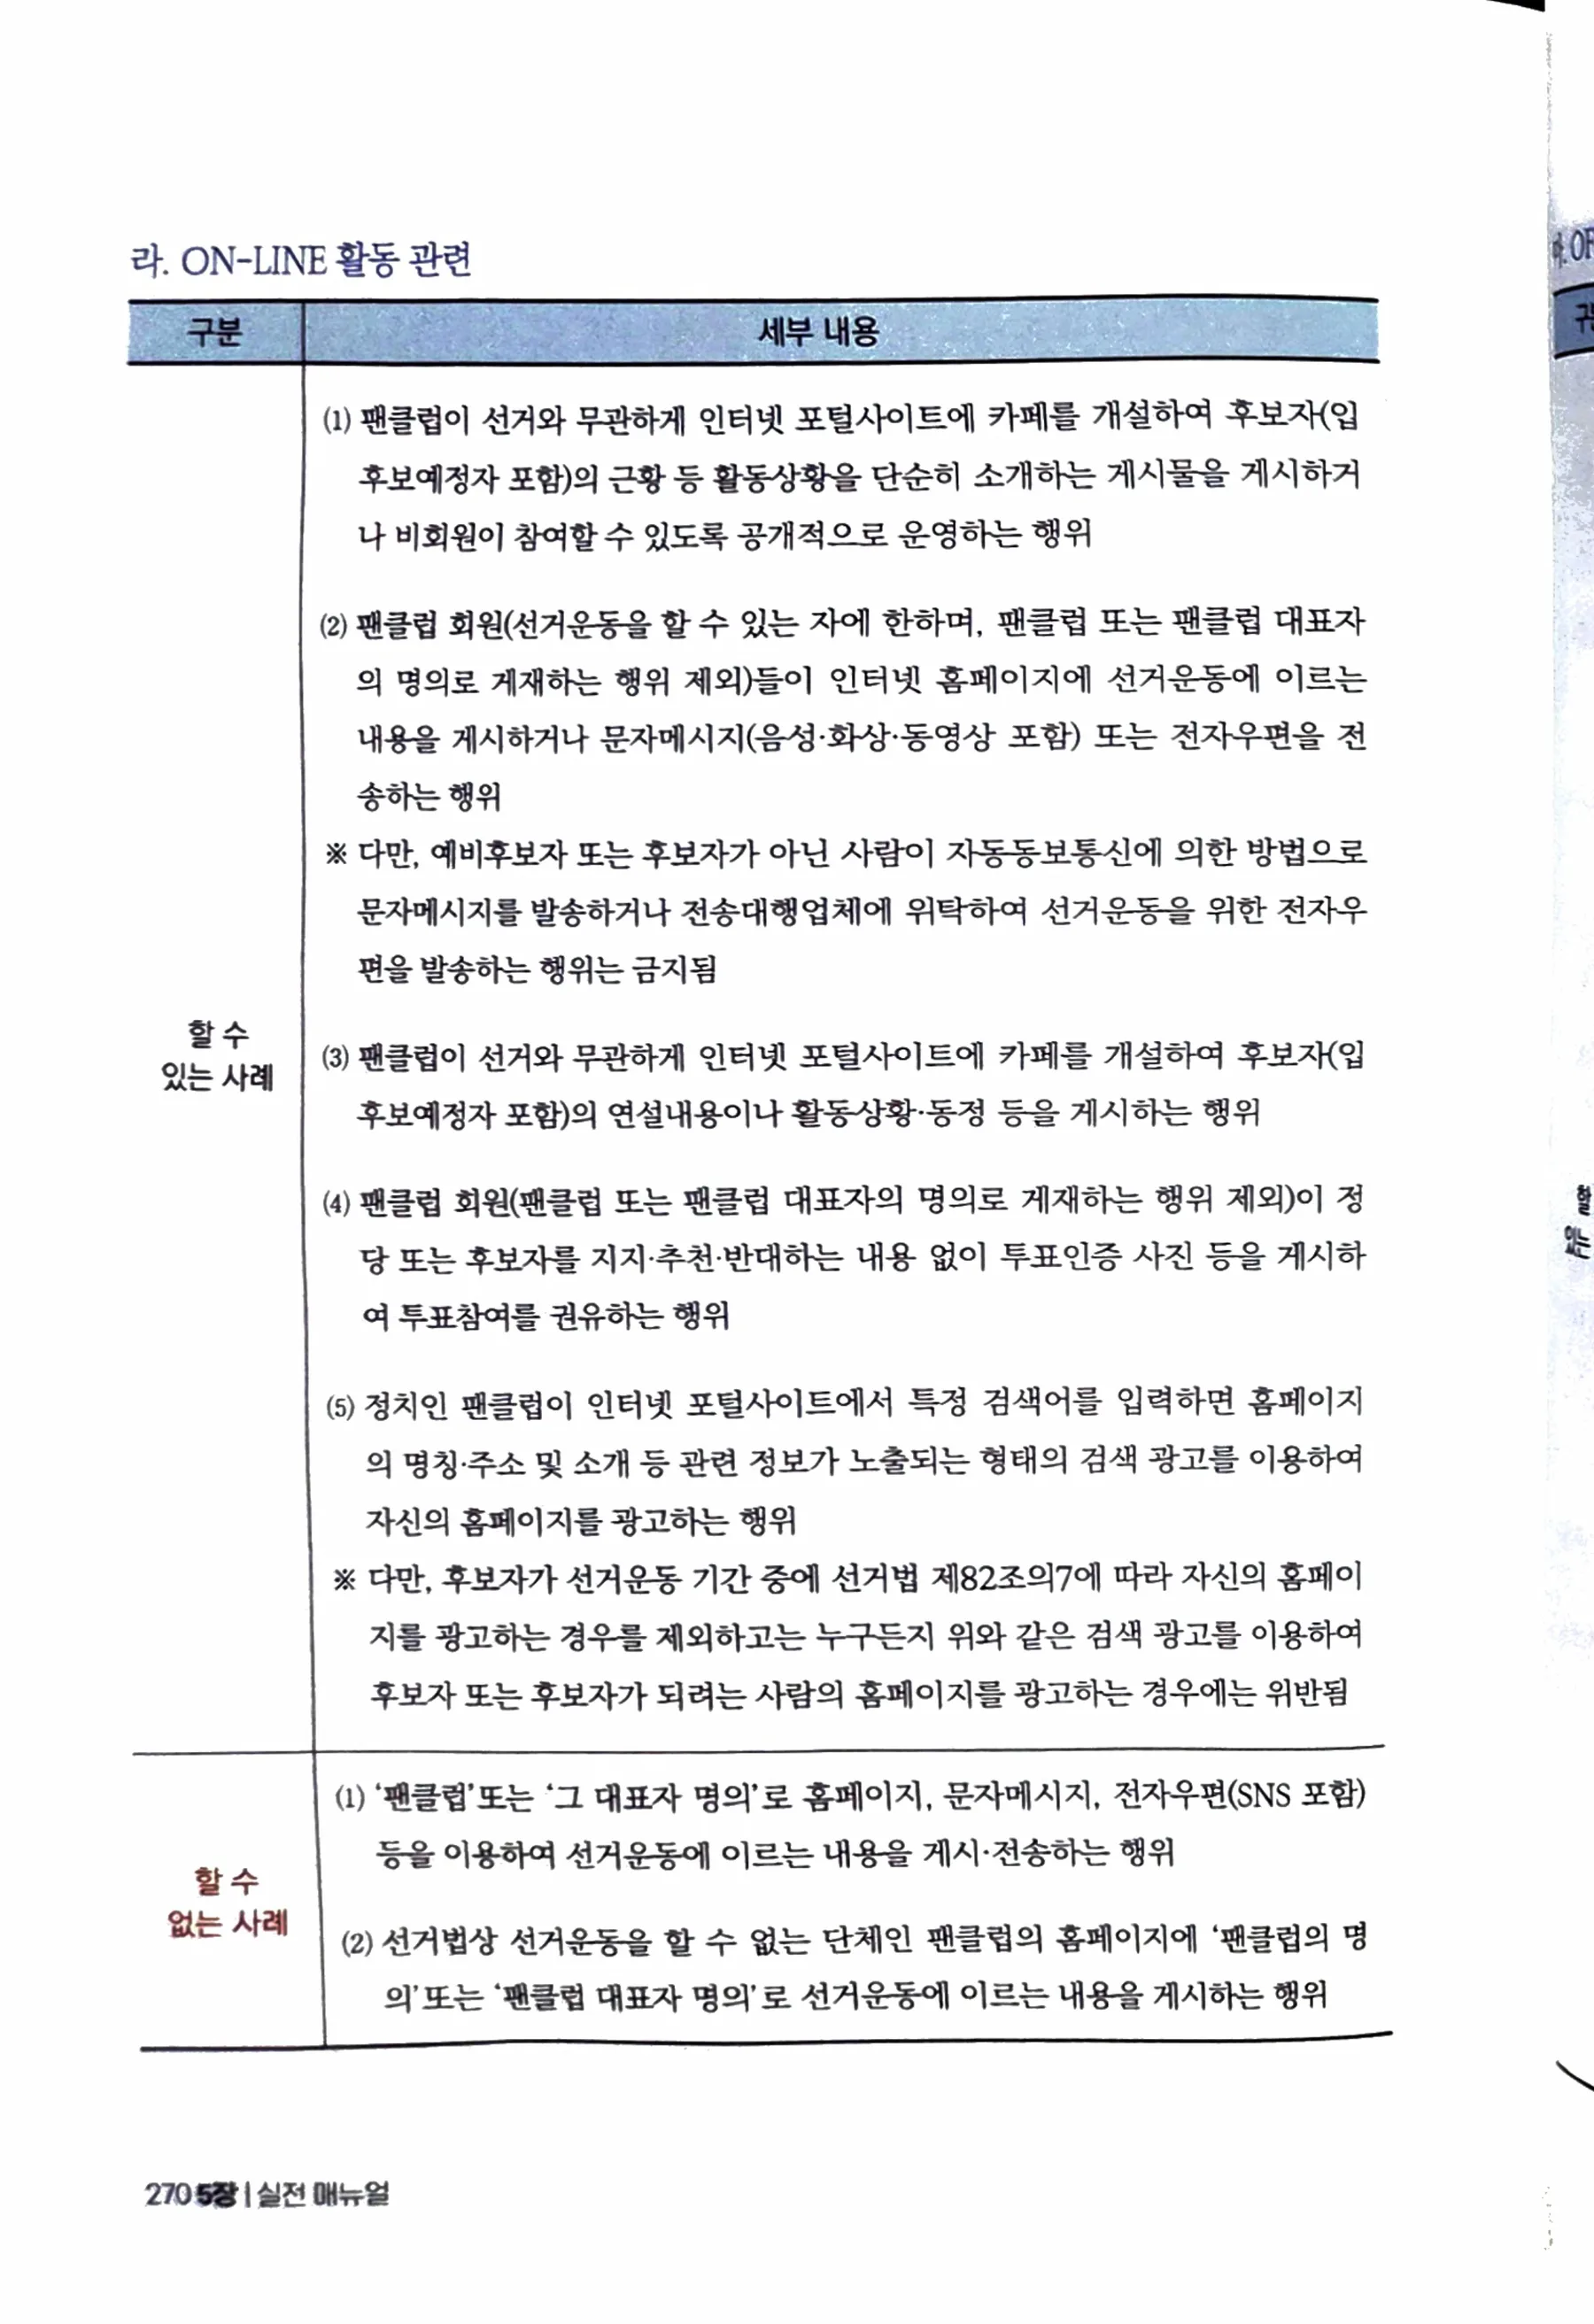 라. ON-LINE 활동 관련
구분
세부 내용
할 수
있는 사례
(1) 팬클럽이 선거와 무관하게 인터넷 포털사이트에 카페를 개설하여 후보자(입
후보예정자 포함)의 근황 등 활동상황을 단순히 소개하는 게시물을 게시하거
나 비회원이 참여할 수 있도록 공개적으로 운영하는 행위
(2) 팬클럽 회원(선거운동을 할 수 있는 자에 한하며, 팬클럽 또는 팬클럽 대표자
의 명의로 게재하는 행위 제외)들이 인터넷 홈페이지에 선거운동에 이르는
내용을 게시하거나 문자메시지(음성·화상·동영상 포함) 또는 전자우편을 전
송하는 행위
※ 다만, 예비후보자 또는 후보자가 아닌 사람이 자동동보통신에 의한 방법으로
문자메시지를 발송하거나 전송대행업체에 위탁하여 선거운동을 위한 전자우
편을 발송하는 행위는 금지됨
(3) 팬클럽이 선거와 무관하게 인터넷 포털사이트에 카페를 개설하여 후보자(입
후보예정자 포함)의 연설내용이나 활동상황·동정 등을 게시하는 행위
(4) 팬클럽 회원(팬클럽 또는 팬클럽 대표자의 명의로 게재하는 행위 제외)이 정
당 또는 후보자를 지지·추천·반대하는 내용 없이 투표인증 사진 등을 게시하
여 투표참여를 권유하는 행위
(5) 정치인 팬클럽이 인터넷 포털사이트에서 특정 검색어를 입력하면 홈페이지
의 명칭·주소 및 소개 등 관련 정보가 노출되는 형태의 검색 광고를 이용하여
자신의 홈페이지를 광고하는 행위
※ 다만, 후보자가 선거운동 기간 중에 선거법 제82조의7에 따라 자신의 홈페이
지를 광고하는 경우를 제외하고는 누구든지 위와 같은 검색 광고를 이용하여
후보자 또는 후보자가 되려는 사람의 홈페이지를 광고하는 경우에는 위반됨
할 수
없는 사례
(1) ‘팬클럽’또는 ‘그 대표자 명의’로 홈페이지, 문자메시지, 전자우편(SNS 포함)
등을 이용하여 선거운동에 이르는 내용을 게시·전송하는 행위
(2) 선거법상 선거운동을 할 수 없는 단체인 팬클럽의 홈페이지에 ‘팬클럽의 명
의’또는 ‘팬클럽 대표자 명의’로 선거운동에 이르는 내용을 게시하는 행위
270 5장 | 실전 매뉴얼